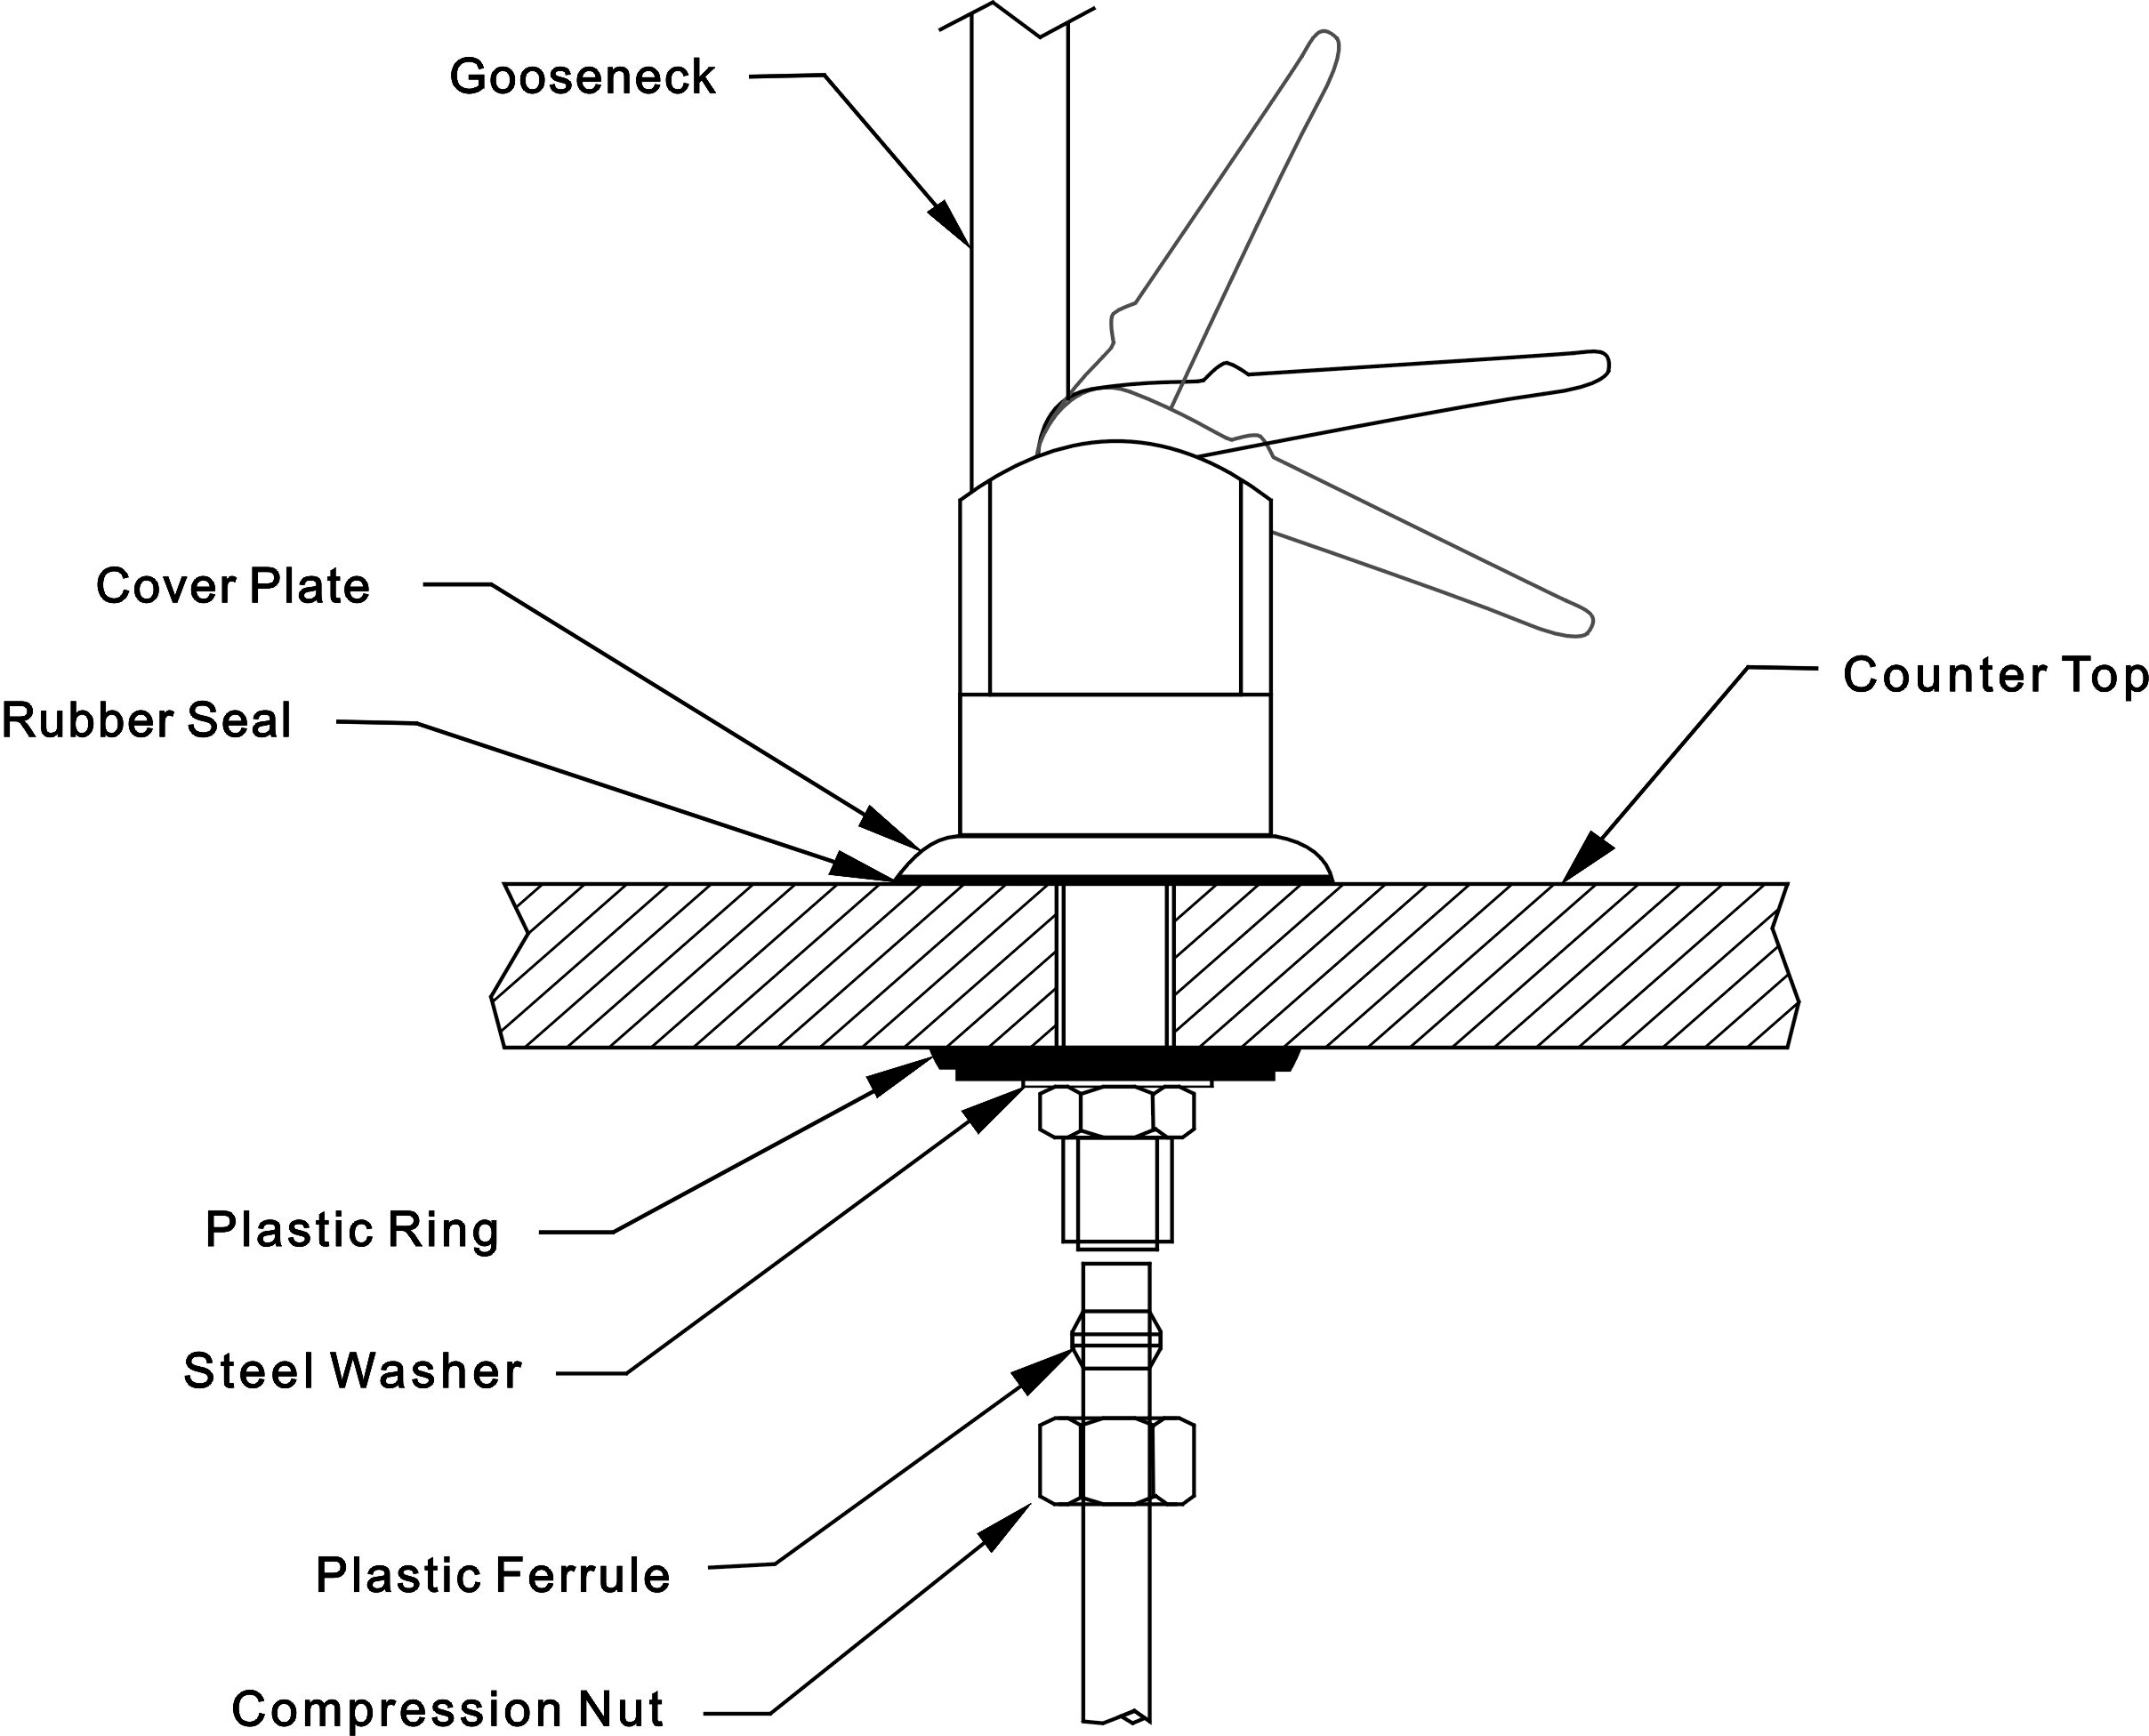 Gooseneck
Cover Plate
Counter Top
Rubber Seal
Plastic Ring
Steel Washer
Plastic Ferrule
Compression Nut